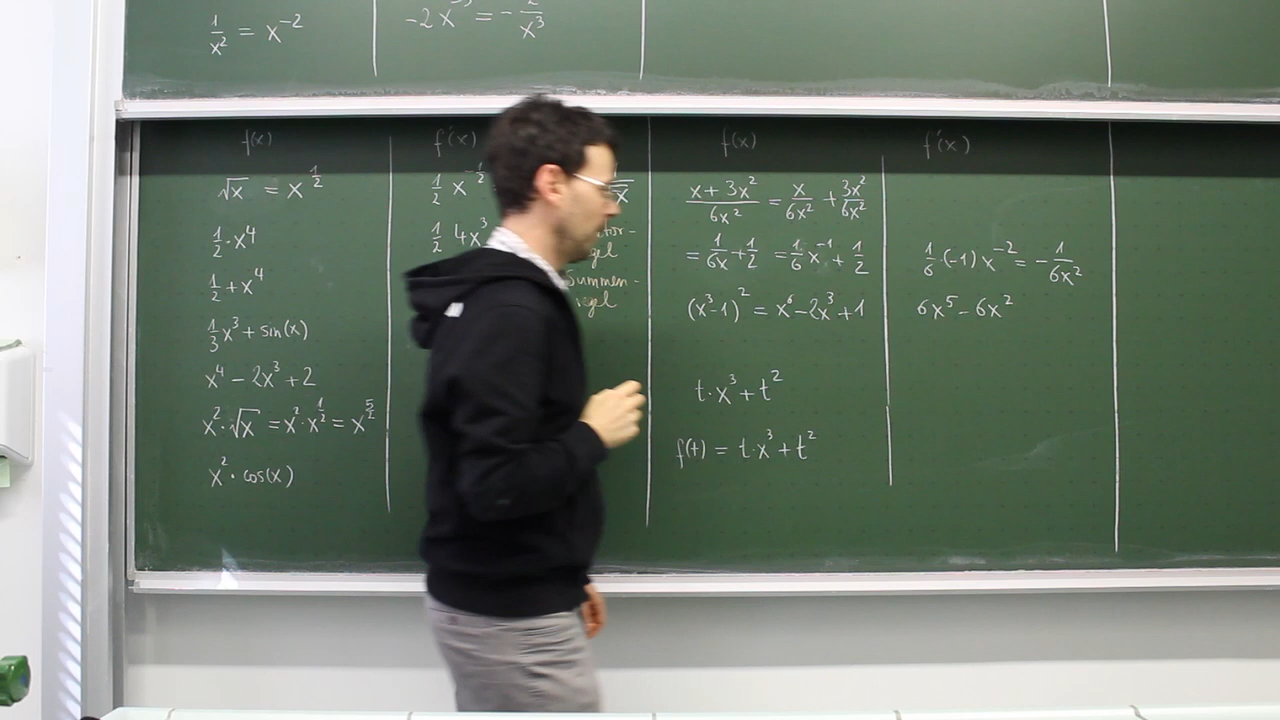 1/x² = x⁻²
-2x⁻³ = -2/x³
f(x)
√x = x^(1/2)
1/2·x⁴
1/2+x⁴
1/3x³+sin(x)
x⁴-2x³+2
x²·√x = x²·x^(1/2) = x^(5/2)
x²·cos(x)
f'(x)
1/2 x^(-1/2)
1/2 4x³
Summen-
f(x)
(x+3x²)/(6x²) = x/(6x²) + 3x²/(6x²)
= 1/(6x)+1/2 = 1/6x⁻¹+1/2
(x³-1)² = x⁶-2x³+1
t·x³+t²
f(t) = t·x³+t²
f'(x)
1/6·(-1)x⁻² = -1/(6x²)
6x⁵-6x²